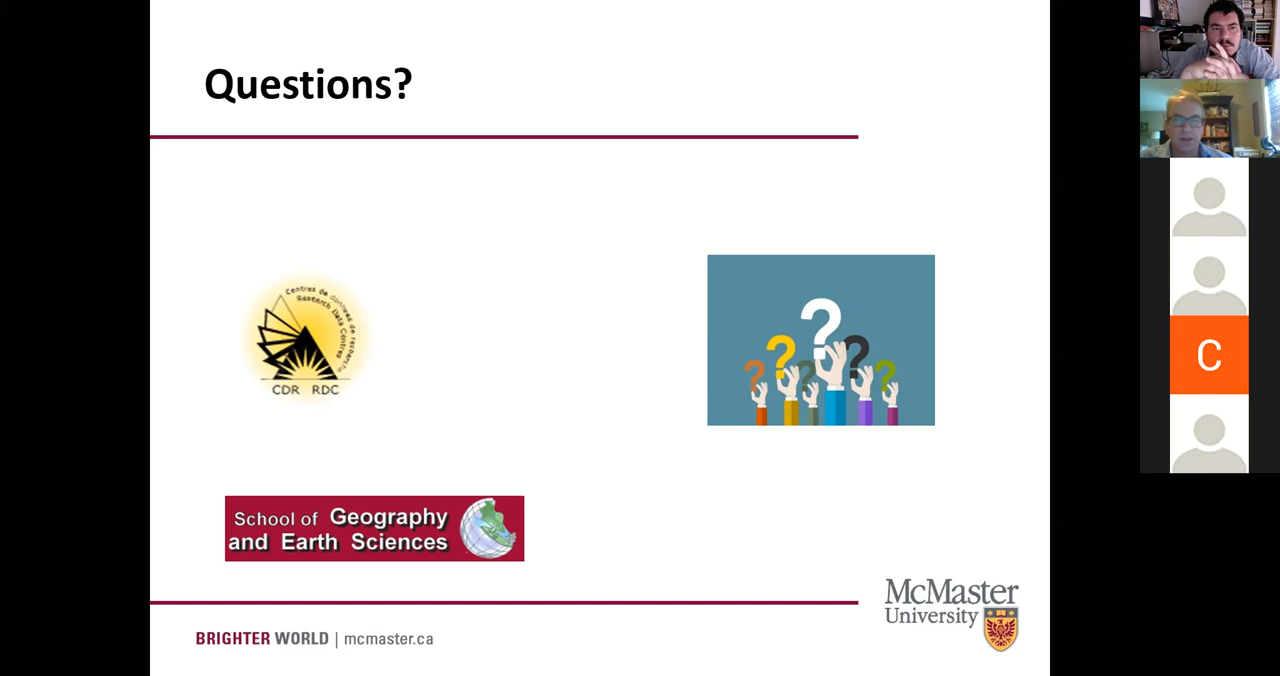 Questions?
Centres de données de recherche
Research Data Centres
CDR RDC
School of Geography
and Earth Sciences
BRIGHTER WORLD | mcmaster.ca
McMaster
University
C